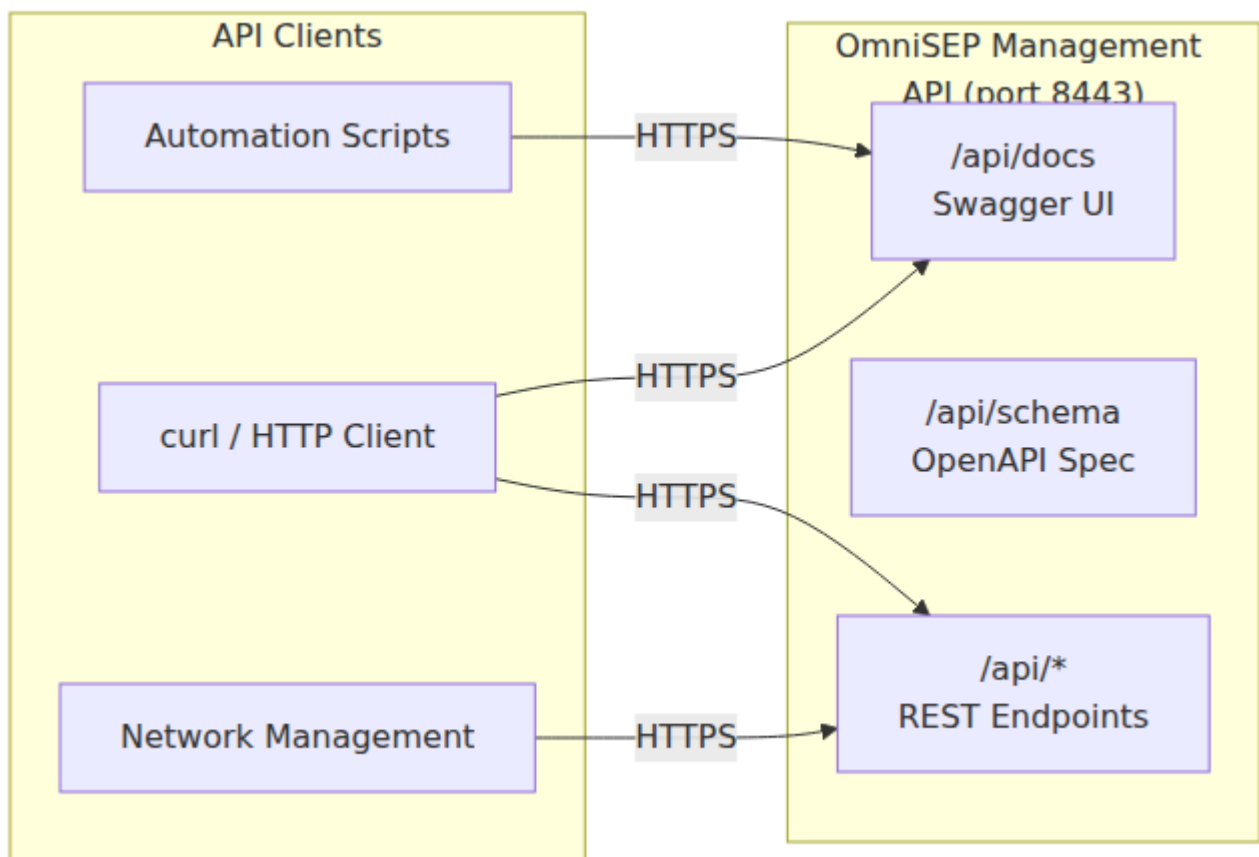 API Clients
Automation Scripts
curl / HTTP Client
Network Management
HTTPS
HTTPS
HTTPS
HTTPS
OmniSEP Management
API (port 8443)
/api/docs
Swagger UI
/api/schema
OpenAPI Spec
/api/*
REST Endpoints